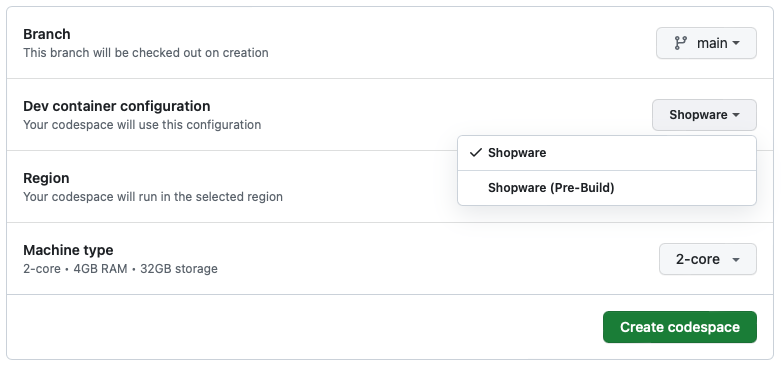 Branch
This branch will be checked out on creation
main
Dev container configuration
Your codespace will use this configuration
Shopware
Shopware
Shopware (Pre-Build)
Region
Your codespace will run in the selected region
Machine type
2-core • 4GB RAM • 32GB storage
2-core
Create codespace